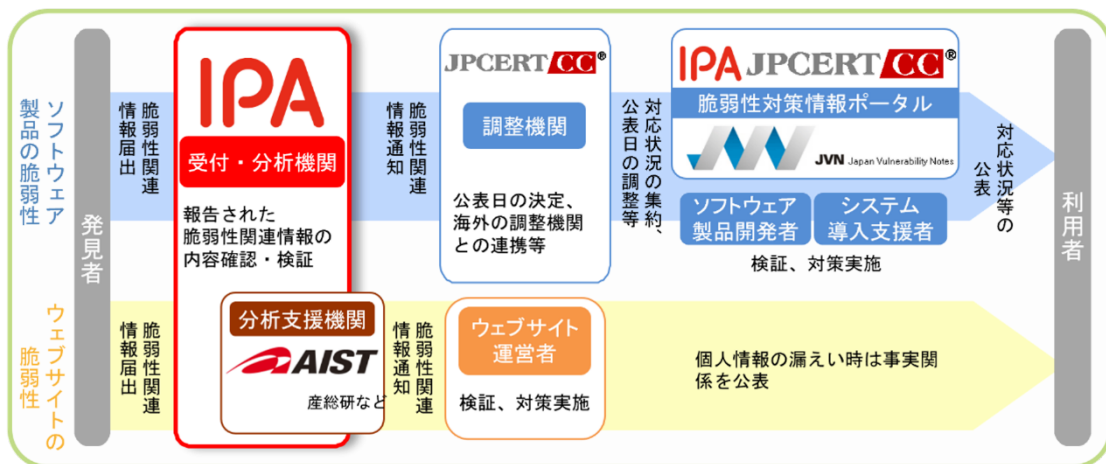 ソフトウェア
製品の脆弱性
発見者
脆弱性関連
情報届出
IPA
受付・分析機関
報告された
脆弱性関連情報の
内容確認・検証
脆弱性関連
情報通知
JPCERT CC®
調整機関
公表日の決定、
海外の調整機関
との連携等
対応状況の集約、
公表日の調整等
IPA JPCERT CC®
脆弱性対策情報ポータル
JVN Japan Vulnerability Notes
ソフトウェア
製品開発者
システム
導入支援者
検証、対策実施
対応状況等の
公表
利用者
ウェブサイトの
脆弱性
脆弱性関連
情報届出
分析支援機関
AIST
産総研など
脆弱性関連
情報通知
ウェブサイト
運営者
検証、対策実施
個人情報の漏えい時は事実関
係を公表